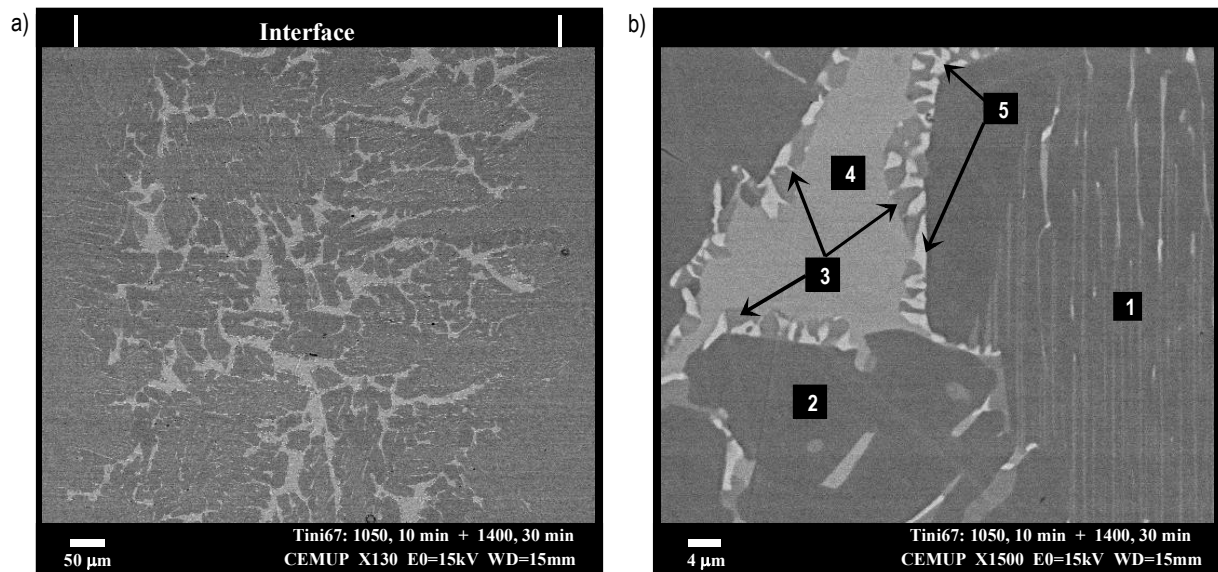 a)
Interface
Tini67: 1050, 10 min + 1400, 30 min
50 µm
CEMUP X130 E0=15kV WD=15mm
b)
5
4
3
1
2
Tini67: 1050, 10 min + 1400, 30 min
4 µm
CEMUP X1500 E0=15kV WD=15mm